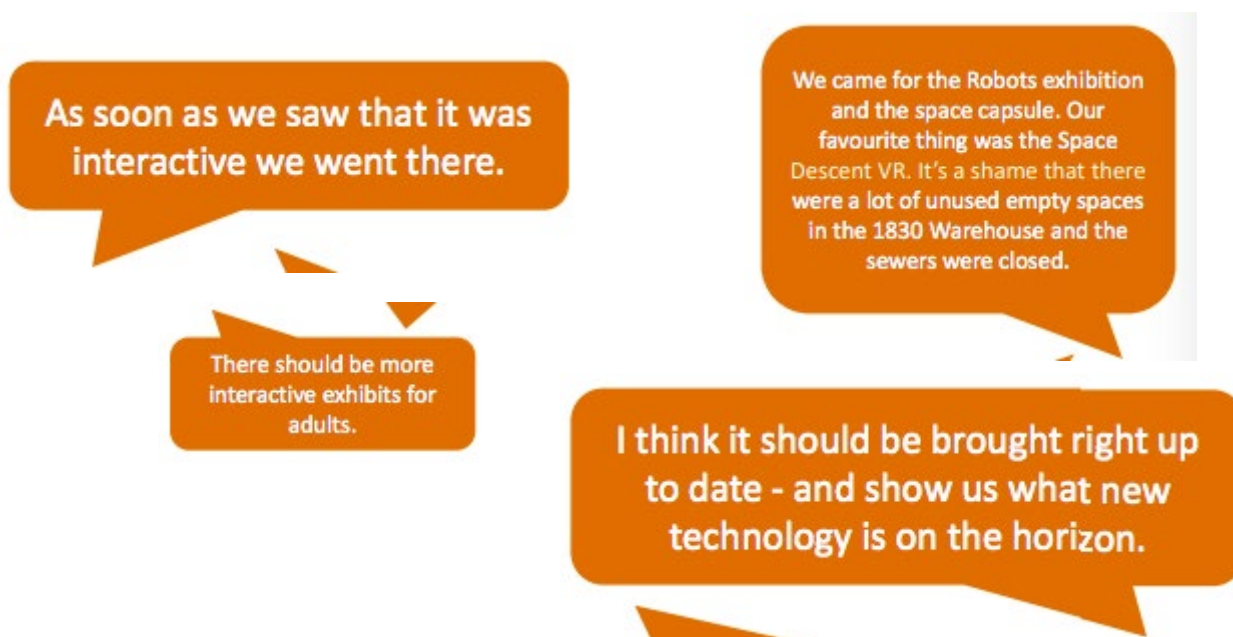 As soon as we saw that it was
interactive we went there.
We came for the Robots exhibition
and the space capsule. Our
favourite thing was the Space
Descent VR. It's a shame that there
were a lot of unused empty spaces
in the 1830 Warehouse and the
sewers were closed.
There should be more
interactive exhibits for
adults.
I think it should be brought right up
to date - and show us what new
technology is on the horizon.